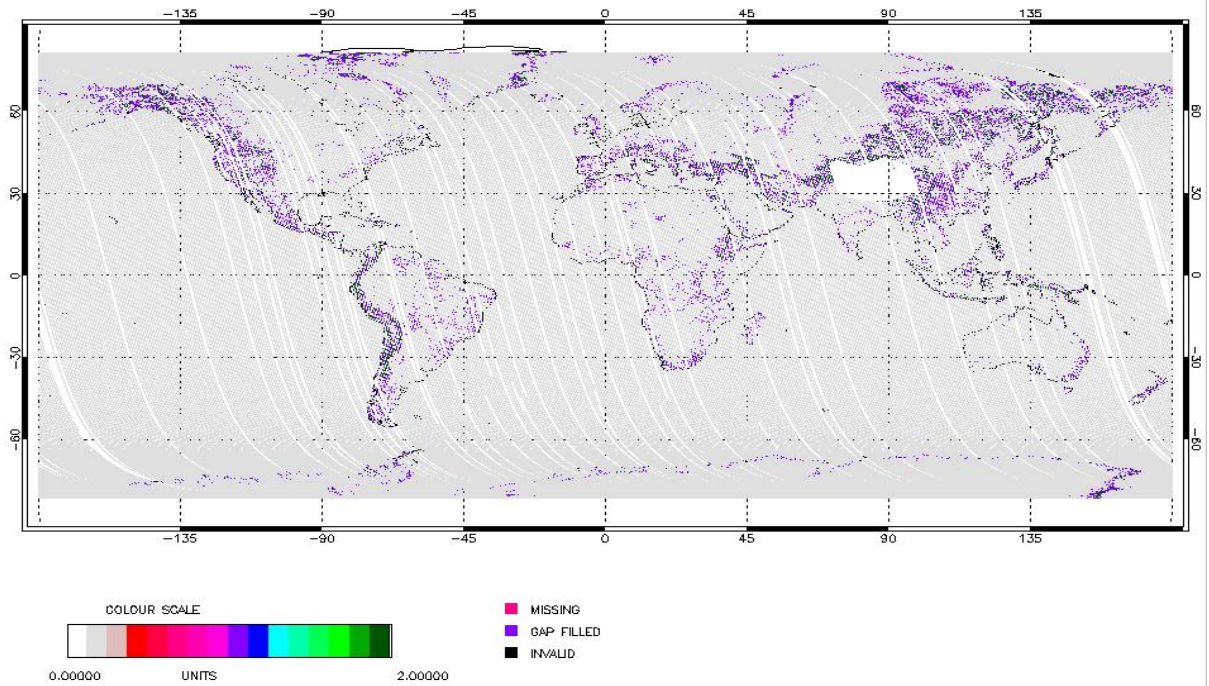 -135 -90 -45 0 45 90 135
60 60
30 30
0 0
-30 -30
-60 -60
-135 -90 -45 0 45 90 135
COLOUR SCALE
MISSING
GAP FILLED
INVALID
0.00000 UNITS 2.00000